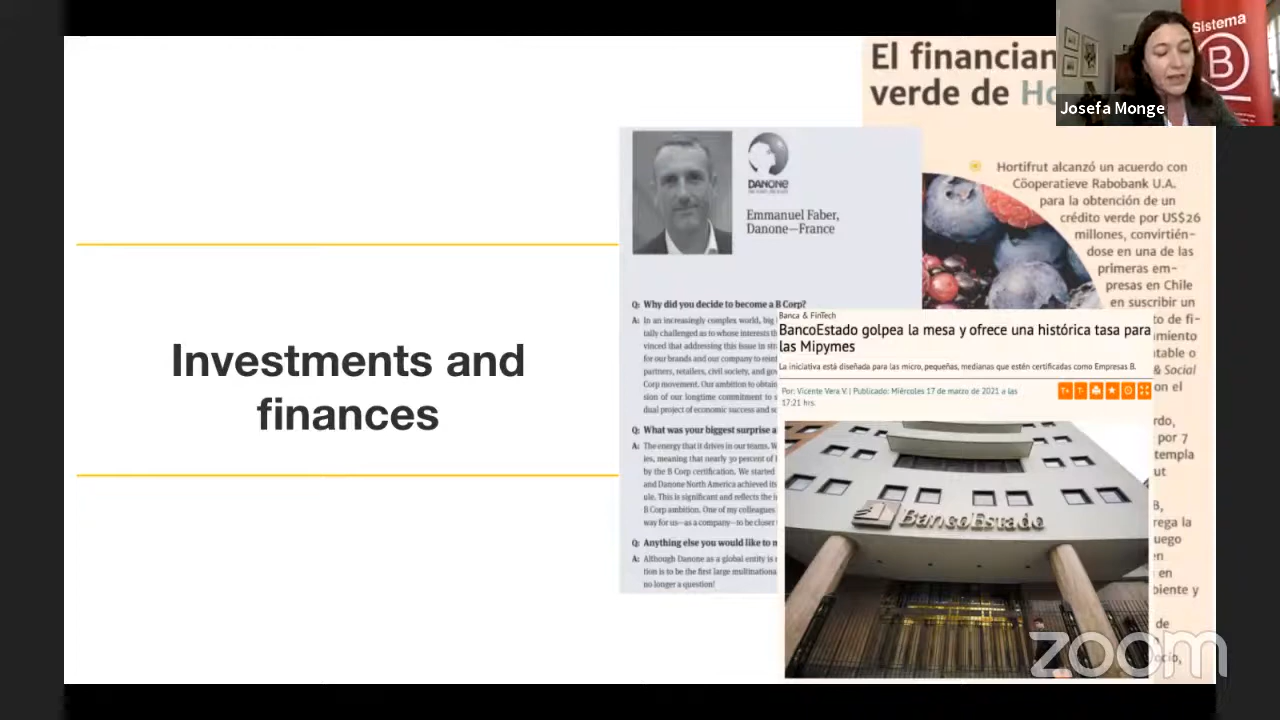 Investments and
finances
El financian
verde de Ho
Sistema
B
Josefa Monge
DANONE
Emmanuel Faber,
Danone—France
Q: Why did you decide to become a B Corp?
A: In an increasingly complex world, big
tally challenged as to whose interests th
vinced that addressing this issue in str
for our brands and our company to rein
partners, retailers, civil society, and gov
Corp movement. Our ambition to obtain
sion of our longtime commitment to s
dual project of economic success and so
Q: What was your biggest surprise a
A: The energy that it drives in our teams. W
ies, meaning that nearly 30 percent of
by the B Corp certification. We started
and Danone North America achieved its
ule. This is significant and reflects the i
B Corp ambition. One of my colleagues
way for us—as a company—to be closer
Q: Anything else you would like to m
A: Although Danone as a global entity is
tion is to be the first large multinationa
no longer a question!
Hortifrut alcanzó un acuerdo con
Cöoperatieve Rabobank U.A.
para la obtención de un
crédito verde por US$26
millones, convirtién-
dose en una de las
primeras em-
presas en Chile
en suscribir un
to de fi-
amiento
ntable o
& Social
on el
rdo,
por 7
templa
ut
B,
rega la
uego
en
en
biente y
de
ocio,
Banca & FinTech
BancoEstado golpea la mesa y ofrece una histórica tasa para
las Mipymes
La iniciativa está diseñada para las micro, pequeñas, medianas que estén certificadas como Empresas B.
Por: Vicente Vera V. | Publicado: Miércoles 17 de marzo de 2021 a las
17:21 hrs.
T+
T-
BancoEstado
zoom